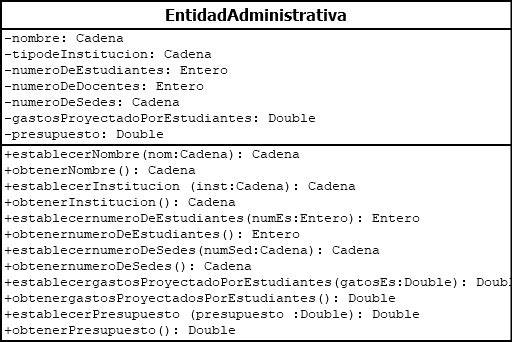 EntidadAdministrativa
-nombre: Cadena
-tipodeInstitucion: Cadena
-numeroDeEstudiantes: Entero
-numeroDeDocentes: Entero
-numeroDeSedes: Cadena
-gastosProyectadoPorEstudiantes: Double
-presupuesto: Double
+establecerNombre(nom:Cadena): Cadena
+obtenerNombre(): Cadena
+establecerInstitucion (inst:Cadena): Cadena
+obtenerInstitucion(): Cadena
+establecernumeroDeEstudiantes(numEs:Entero): Entero
+obtenernumeroDeEstudiantes(): Entero
+establecernumeroDeSedes(numSed:Cadena): Cadena
+obtenernumeroDeSedes(): Cadena
+establecergastosProyectadoPorEstudiantes(gatosEs:Double): Doubl
+obtenergastosProyectadosPorEstudiantes(): Double
+establecerPresupuesto (presupuesto :Double): Double
+obtenerPresupuesto(): Double